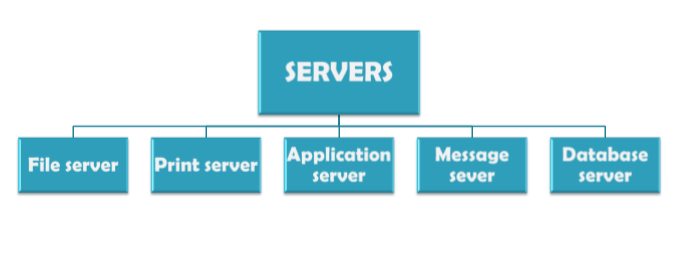 SERVERS
File server
Print server
Application
server
Message
sever
Database
server